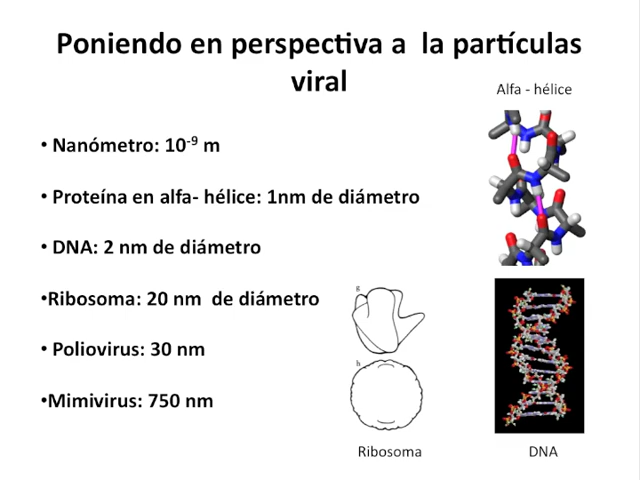 Poniendo en perspectiva a la partículas
viral
Alfa - hélice
• Nanómetro: 10⁻⁹ m
• Proteína en alfa- hélice: 1nm de diámetro
• DNA: 2 nm de diámetro
•Ribosoma: 20 nm de diámetro
g
• Poliovirus: 30 nm
h
•Mimivirus: 750 nm
Ribosoma
DNA